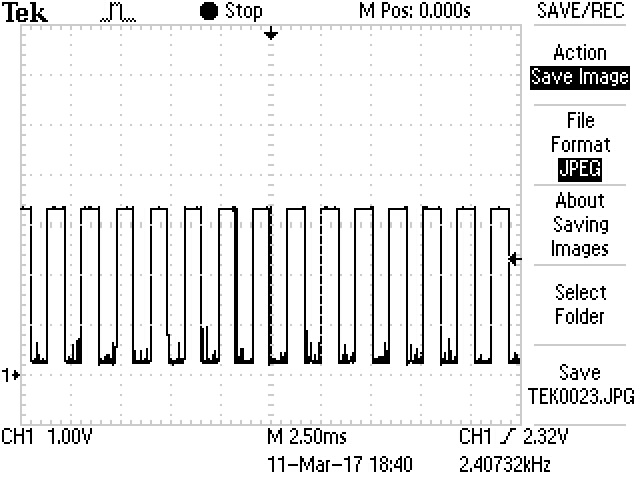 Tek Stop M Pos: 0.000s SAVE/REC
Action
Save Image
File
Format
JPEG
About
Saving
Images
Select
Folder
1
Save
TEK0023.JPG
CH1 1.00V M 2.50ms CH1 2.32V
11-Mar-17 18:40 2.40732kHz